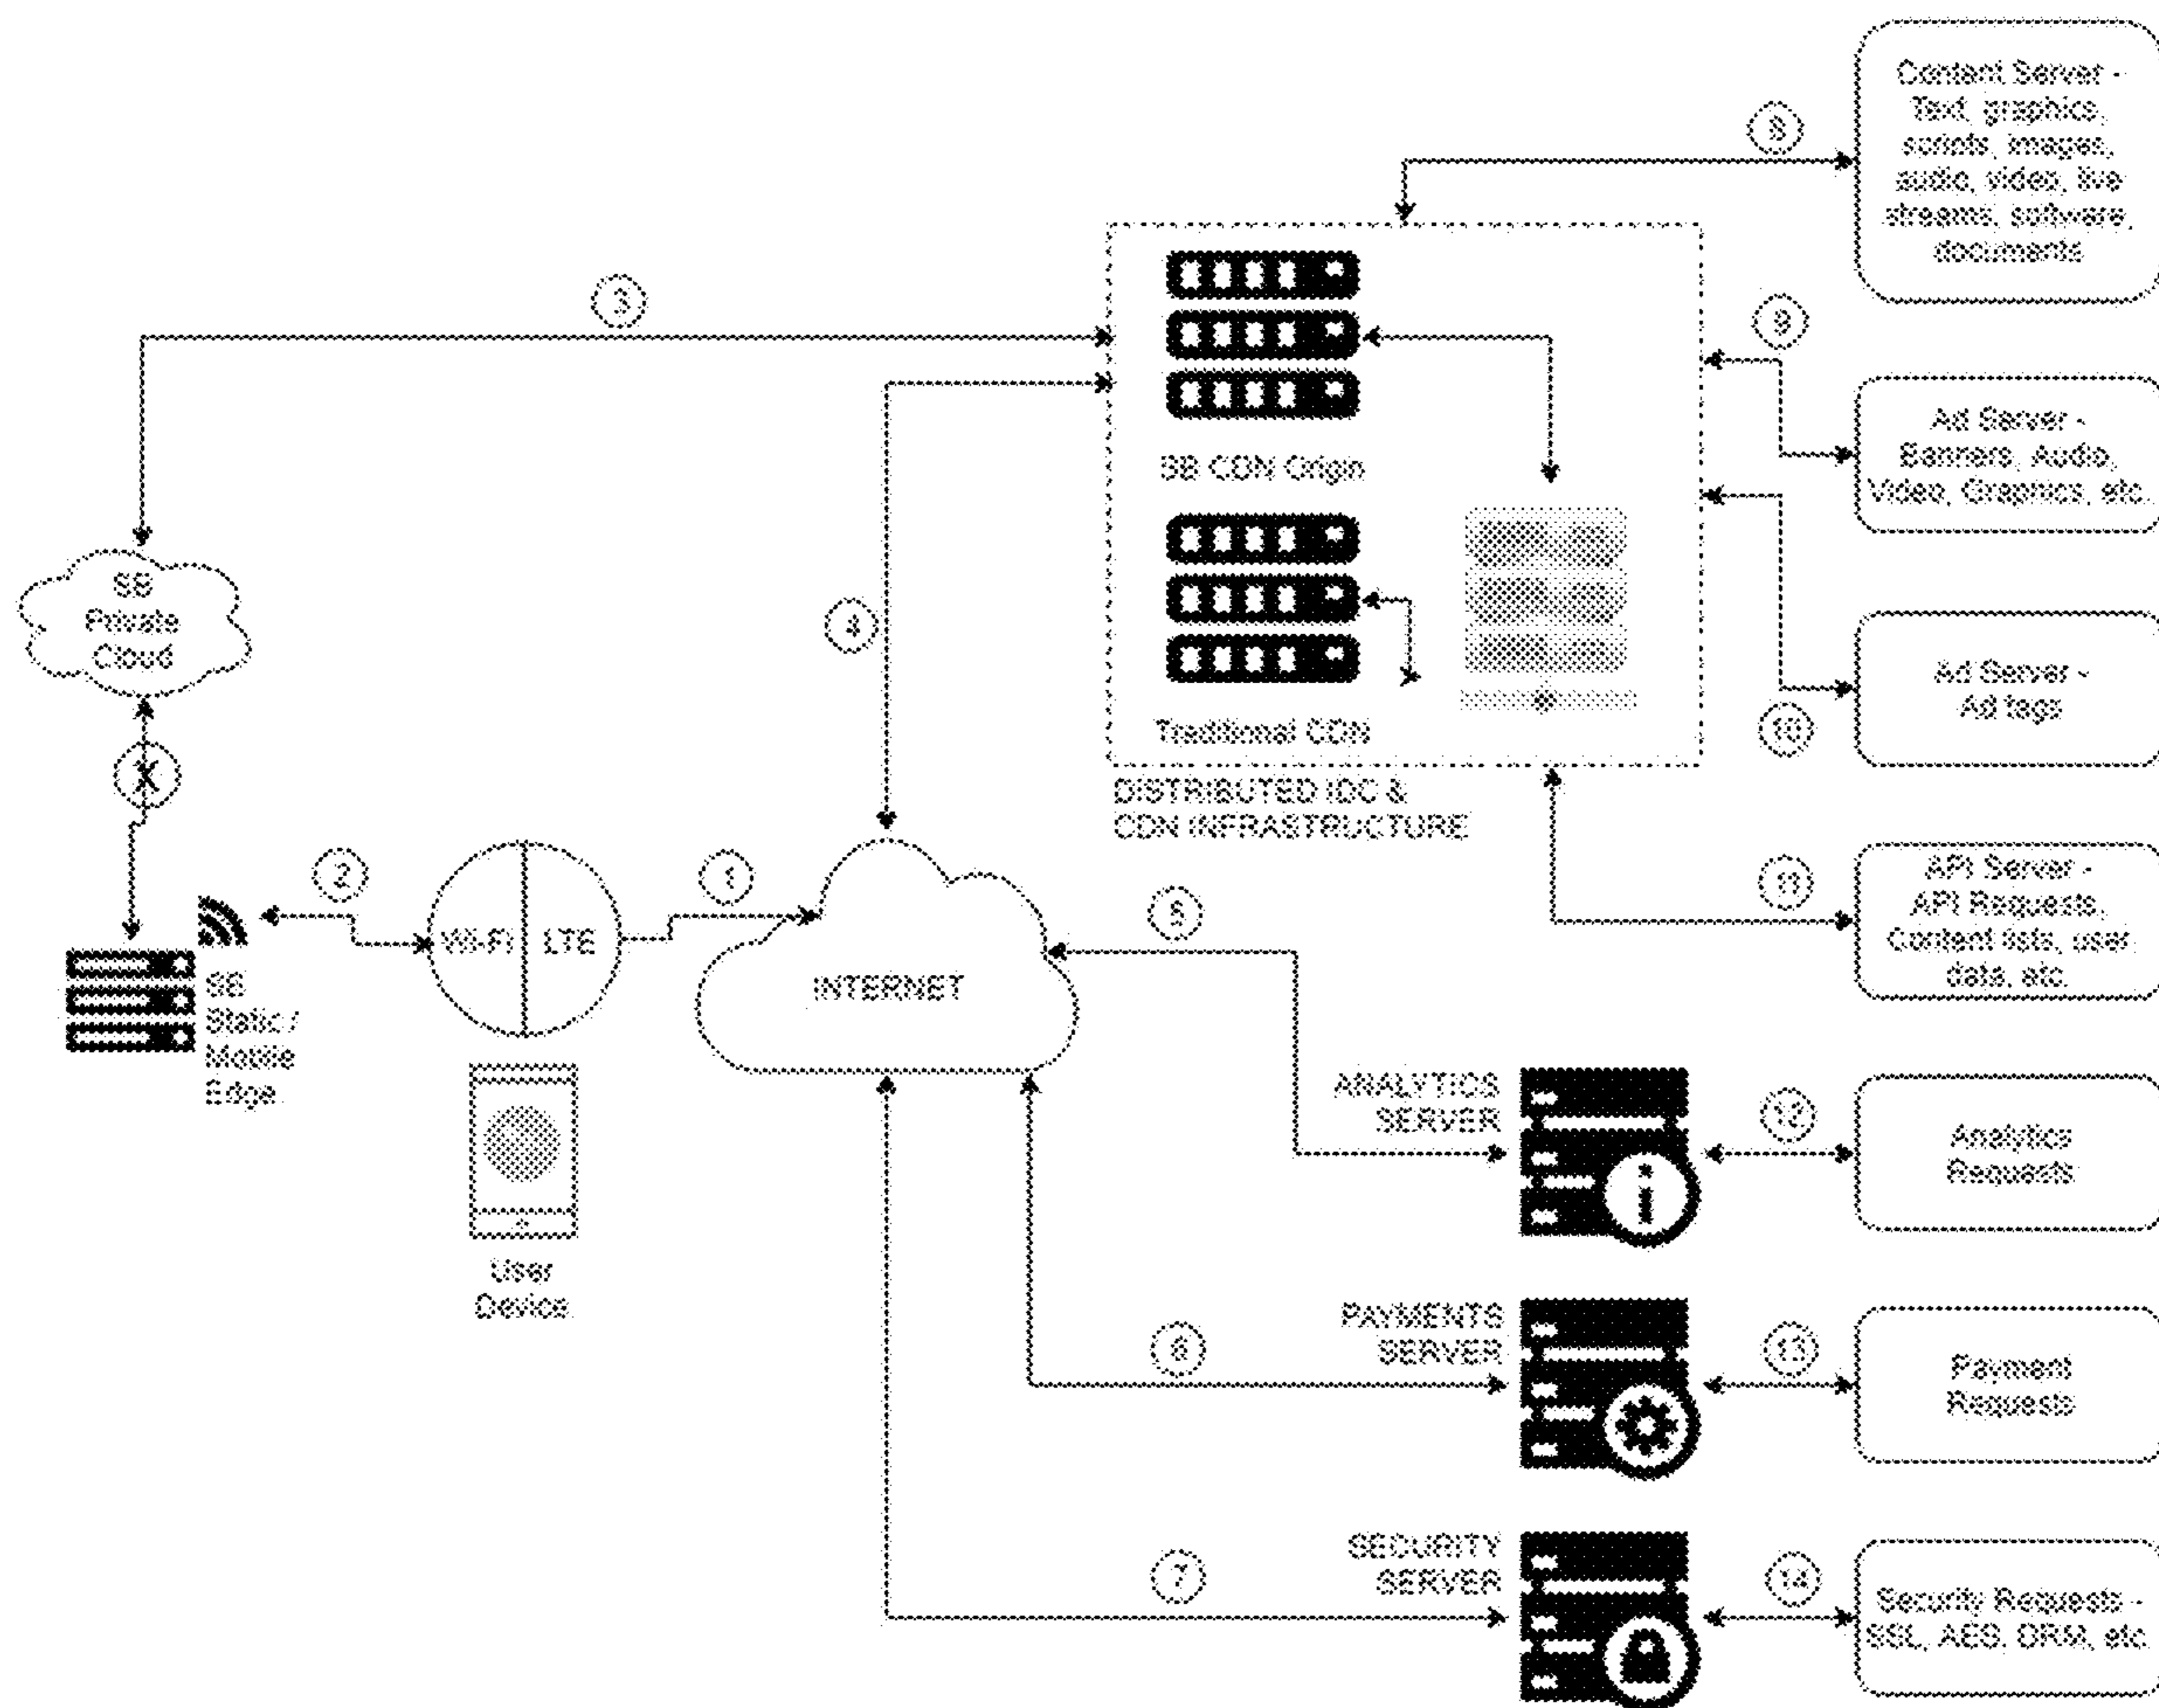 Content Server -
Text, graphics,
scripts, images,
audio, video, live
streams, software,
documents
8
9
3
Ad Server -
Banners, Audio,
Video, Graphics, etc.
SB CDN Origin
SB
Private
Cloud
4
Ad Server -
Ad tags
10
Traditional CDN
X
DISTRIBUTED IDC &
CDN INFRASTRUCTURE
API Server -
API Requests,
Content lists, user
data, etc.
11
2
1
5
Wi-Fi
LTE
INTERNET
SB
Static /
Mobile
Edge
ANALYTICS
SERVER
i
12
Analytics
Requests
User
Device
PAYMENTS
SERVER
6
13
Payment
Requests
SECURITY
SERVER
7
14
Security Requests -
SSL, AES, DRM, etc.